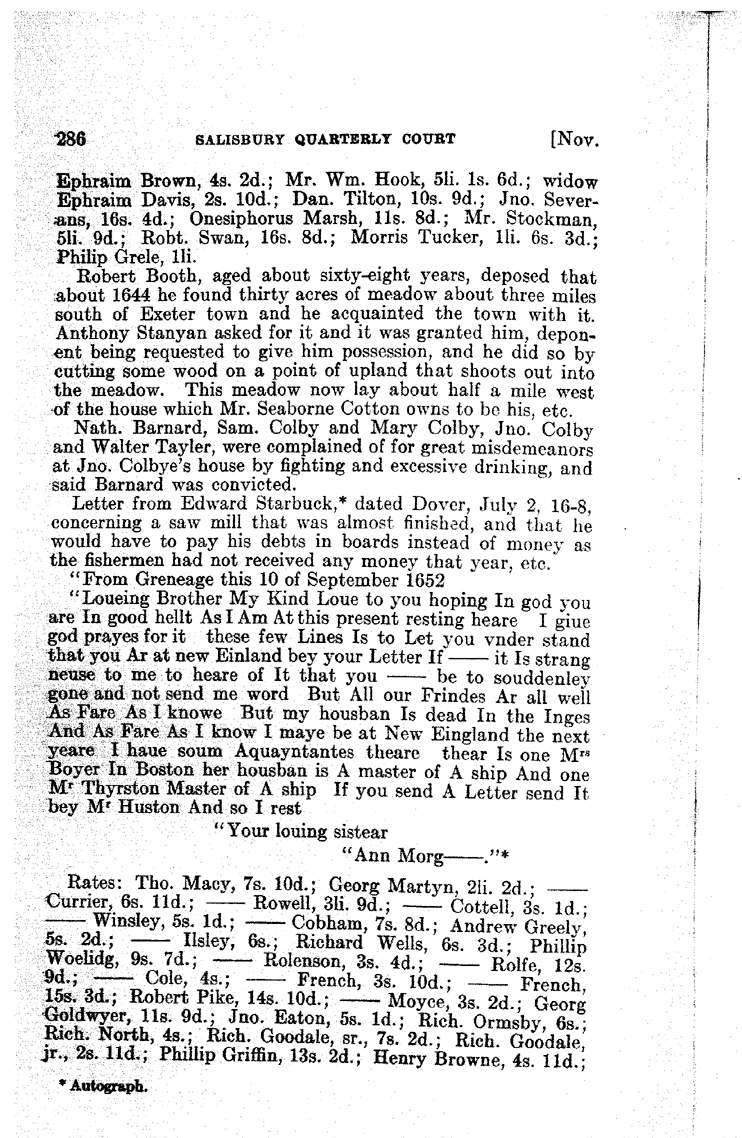 286 SALISBURY QUARTERLY COURT [Nov.
Ephraim Brown, 4s. 2d.; Mr. Wm. Hook, 5li. 1s. 6d.; widow
Ephraim Davis, 2s. 10d.; Dan. Tilton, 10s. 9d.; Jno. Sever-
ans, 16s. 4d.; Onesiphorus Marsh, 11s. 8d.; Mr. Stockman,
5li. 9d.; Robt. Swan, 16s. 8d.; Morris Tucker, 1li. 6s. 3d.;
Philip Grele, 1li.
Robert Booth, aged about sixty-eight years, deposed that
about 1644 he found thirty acres of meadow about three miles
south of Exeter town and he acquainted the town with it.
Anthony Stanyan asked for it and it was granted him, depon-
ent being requested to give him possession, and he did so by
cutting some wood on a point of upland that shoots out into
the meadow. This meadow now lay about half a mile west
of the house which Mr. Seaborne Cotton owns to be his, etc.
Nath. Barnard, Sam. Colby and Mary Colby, Jno. Colby
and Walter Tayler, were complained of for great misdemeanors
at Jno. Colbye's house by fighting and excessive drinking, and
said Barnard was convicted.
Letter from Edward Starbuck,* dated Dover, July 2, 16-8,
concerning a saw mill that was almost finished, and that he
would have to pay his debts in boards instead of money as
the fishermen had not received any money that year, etc.
"From Greneage this 10 of September 1652
"Loueing Brother My Kind Loue to you hoping In god you
are In good hellt As I Am At this present resting heare I giue
god prayes for it these few Lines Is to Let you vnder stand
that you Ar at new Einland bey your Letter If —— it Is strang
neuse to me to heare of It that you —— be to souddenley
gone and not send me word But All our Frindes Ar all well
As Fare As I knowe But my housban Is dead In the Inges
And As Fare As I know I maye be at New Eingland the next
yeare I haue soum Aquayntantes theare thear Is one Mrs
Boyer In Boston her housban is A master of A ship And one
Mr Thyrston Master of A ship If you send A Letter send It
bey Mr Huston And so I rest
"Your louing sistear
"Ann Morg——."*
Rates: Tho. Macy, 7s. 10d.; Georg Martyn, 2li. 2d.; ——
Currier, 6s. 11d.; —— Rowell, 3li. 9d.; —— Cottell, 3s. 1d.;
—— Winsley, 5s. 1d.; —— Cobham, 7s. 8d.; Andrew Greely,
5s. 2d.; —— Ilsley, 6s.; Richard Wells, 6s. 3d.; Phillip
Woelidg, 9s. 7d.; —— Rolenson, 3s. 4d.; —— Rolfe, 12s.
9d.; —— Cole, 4s.; —— French, 3s. 10d.; —— French,
15s. 3d.; Robert Pike, 14s. 10d.; —— Moyce, 3s. 2d.; Georg
Goldwyer, 11s. 9d.; Jno. Eaton, 5s. 1d.; Rich. Ormsby, 6s.;
Rich. North, 4s.; Rich. Goodale, sr., 7s. 2d.; Rich. Goodale,
jr., 2s. 11d.; Phillip Griffin, 13s. 2d.; Henry Browne, 4s. 11d.;
* Autograph.